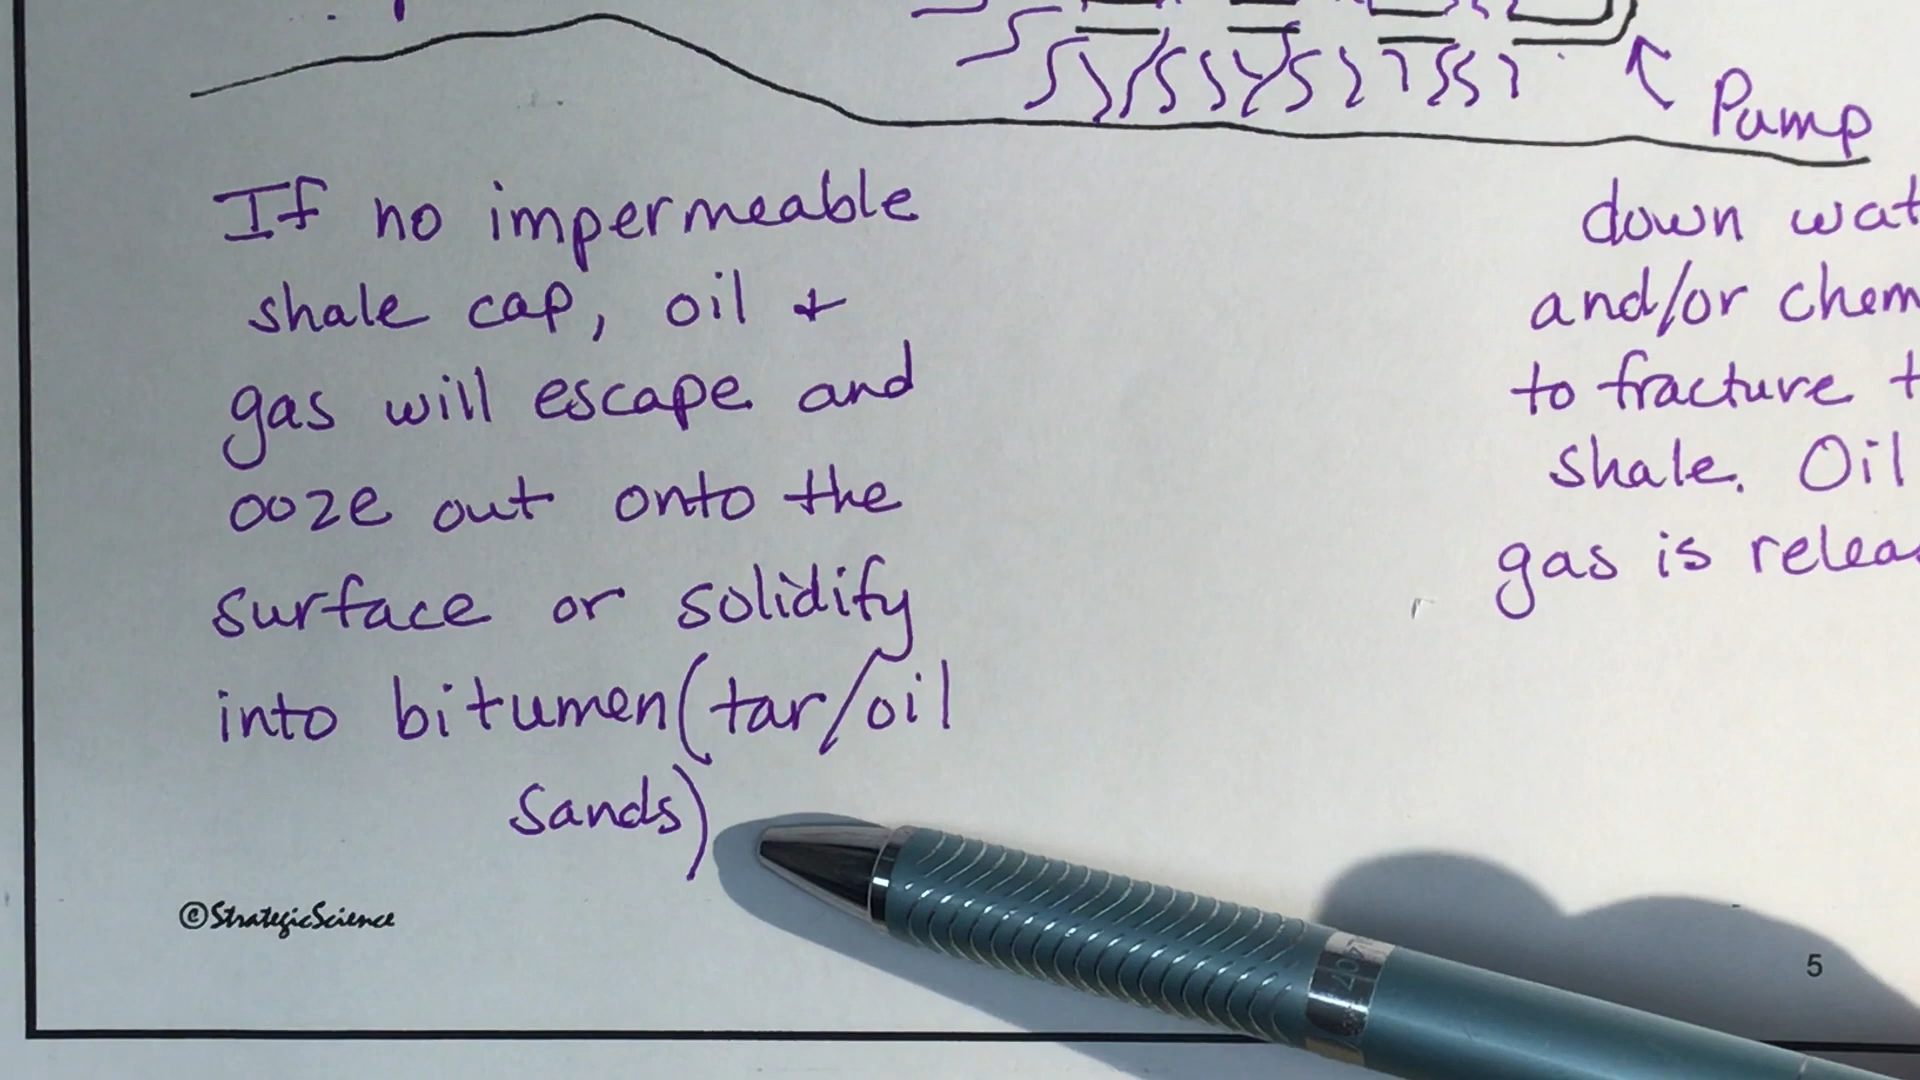 Pump
If no impermeable
shale cap, oil +
gas will escape and
ooze out onto the
surface or solidify
into bitumen (tar/oil
sands)
down wat
and/or chem
to fracture t
shale. Oil
gas is relea
©StrategicScience
5